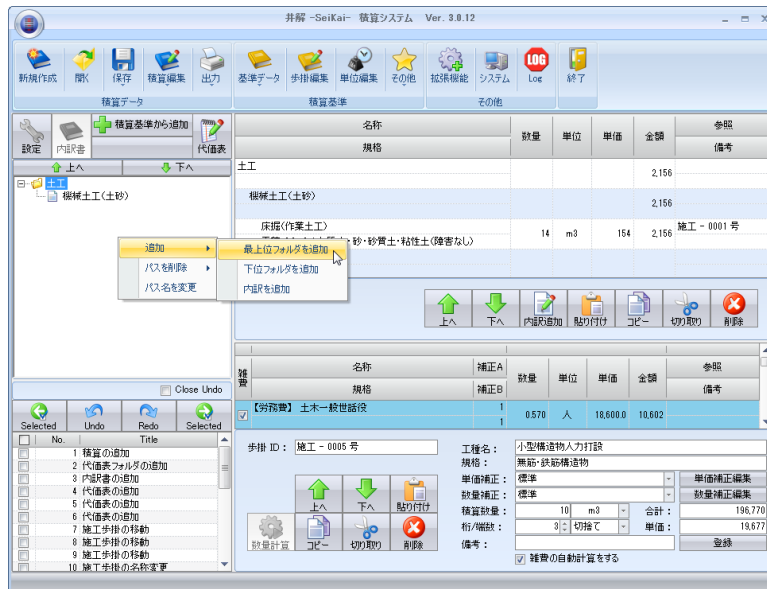 井解 -SeiKai- 積算システム Ver. 3.0.12
新規作成 開く 保存 積算編集 出力 基準データ 歩掛編集 単位編集 その他 拡張機能 システム Log 終了
LOG
積算データ 積算基準 その他
設定 内訳書 積算基準から追加 代価表
上へ 下へ
土工
機械土工(土砂)
名称 数量 単位 単価 金額 参照
規格 備考
土工
2,156
機械土工(土砂)
2,156
床掘(作業土工) 14 m3 154 2,156 施工 - 0001 号
・砂・砂質土・粘性土(障害なし)
追加
パスを削除
パス名を変更
最上位フォルダを追加
下位フォルダを追加
内訳を追加
上へ 下へ 内訳追加 貼り付け コピー 切り取り 削除
雑費 名称 補正A 数量 単位 単価 金額 参照
規格 補正B 備考
【労務費】 土木一般世話役 1 0.570 人 18,600.0 10,602
1
Close Undo
Selected Undo Redo Selected
No. Title
1 積算の追加
2 代価表フォルダの追加
3 内訳書の追加
4 代価表の追加
5 代価表の追加
6 代価表の追加
7 施工歩掛の移動
8 施工歩掛の移動
9 施工歩掛の移動
10 施工歩掛の名称変更
歩掛 ID : 施工 - 0005 号
上へ 下へ 貼り付け
数量計算 コピー 切り取り 削除
工種名 : 小型構造物人力打設
規格 : 無筋・鉄筋構造物
単価補正 : 標準 単価補正編集
数量補正 : 標準 数量補正編集
積算数量 : 10 m3 合計 : 196,770
桁/端数 : 3 切捨て 単価 : 19,677
備考 : 登録
雑費の自動計算をする